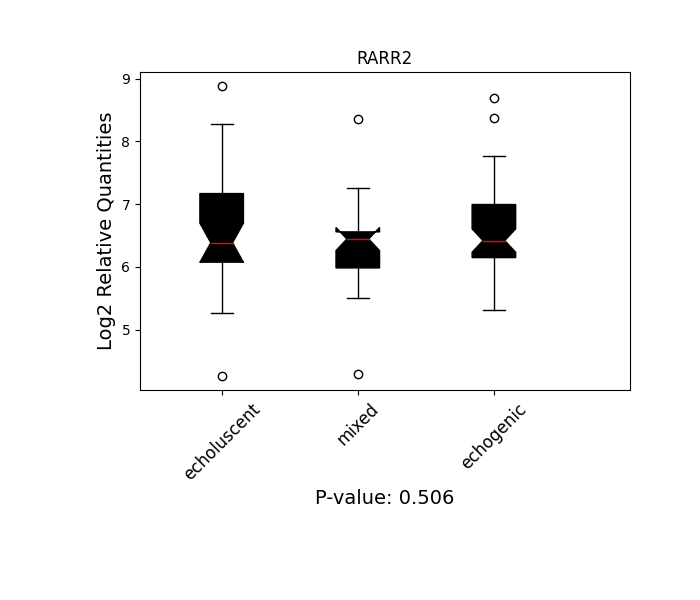 RARR2
Log2 Relative Quantities
9
8
7
6
5
echoluscent
mixed
echogenic
P-value: 0.506